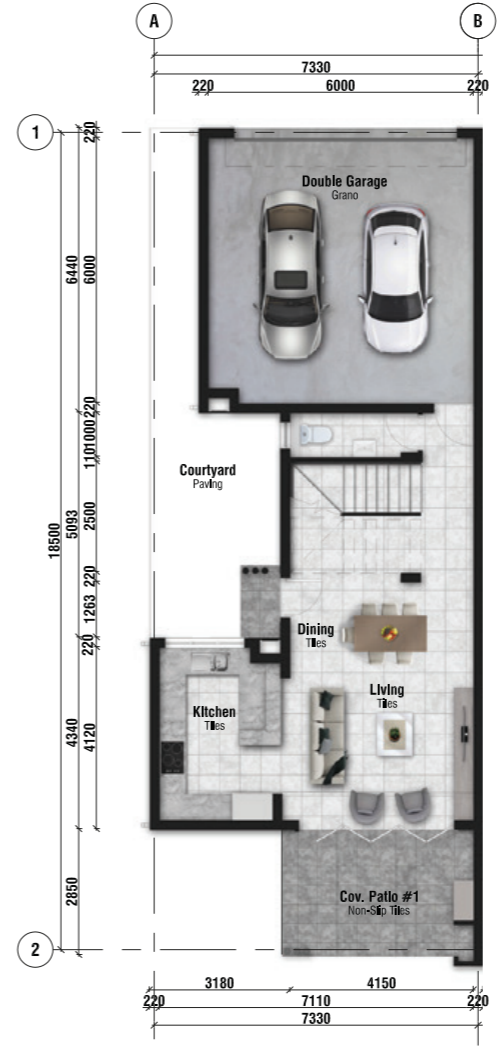 A
B
7330
220
6000
220
1
2
220
6440
6000
220
1000
110
18500
5093
2500
220
1263
220
4340
4120
2850
Double Garage
Grano
Courtyard
Paving
Dining
Tiles
Living
Tiles
Kitchen
Tiles
Cov. Patio #1
Non-Slip Tiles
3180
4150
220
7110
220
7330